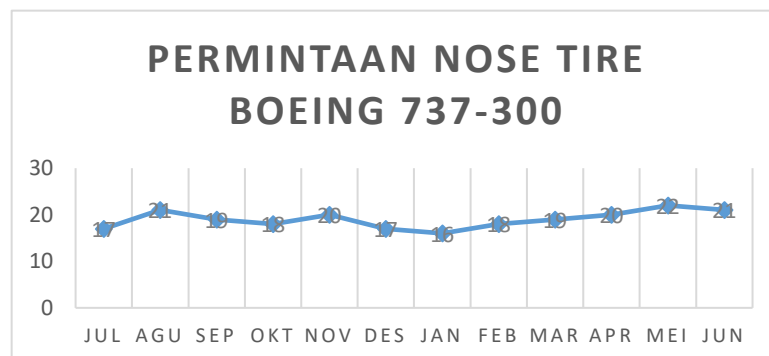 PERMINTAAN NOSE TIRE
BOEING 737-300
30
20
10
0
17 21 19 18 20 17 16 18 19 20 22 21
JUL AGU SEP OKT NOV DES JAN FEB MAR APR MEI JUN